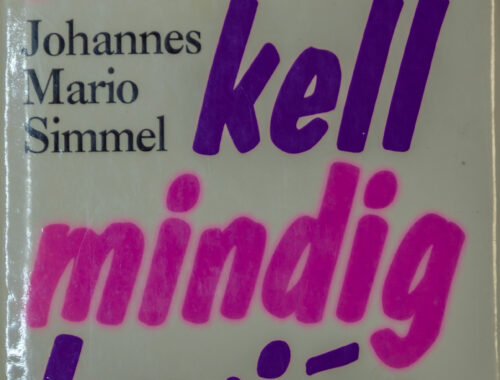 Johannes
Mario
Simmel
kell
mindig